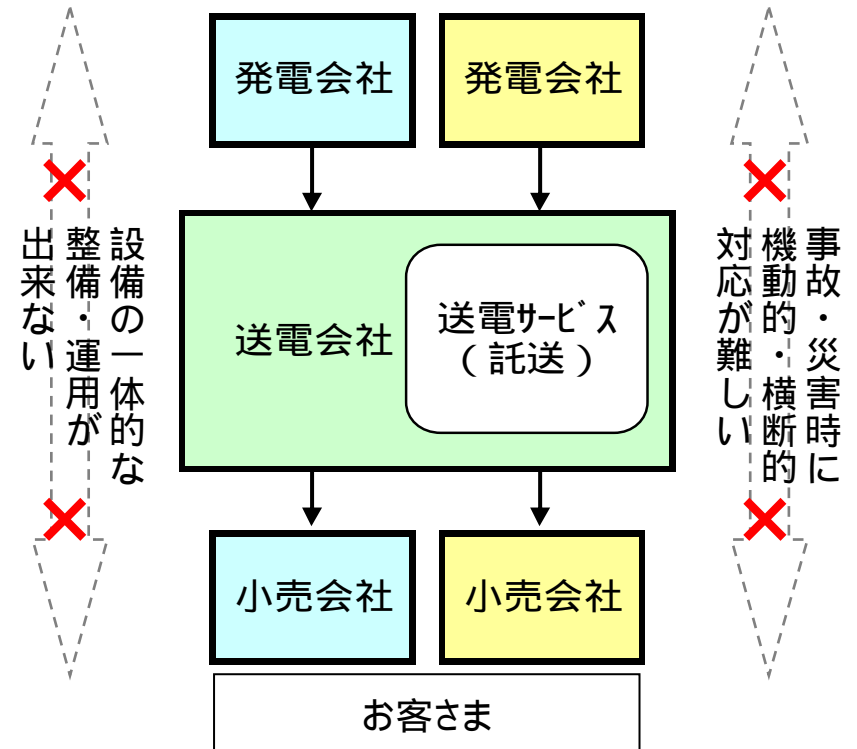 発電会社
発電会社
設備の一体的な
整備・運用が
出来ない
送電会社
送電ｻｰﾋﾞｽ
（託送）
事故・災害時に
機動的・横断的
対応が難しい
小売会社
小売会社
お客さま